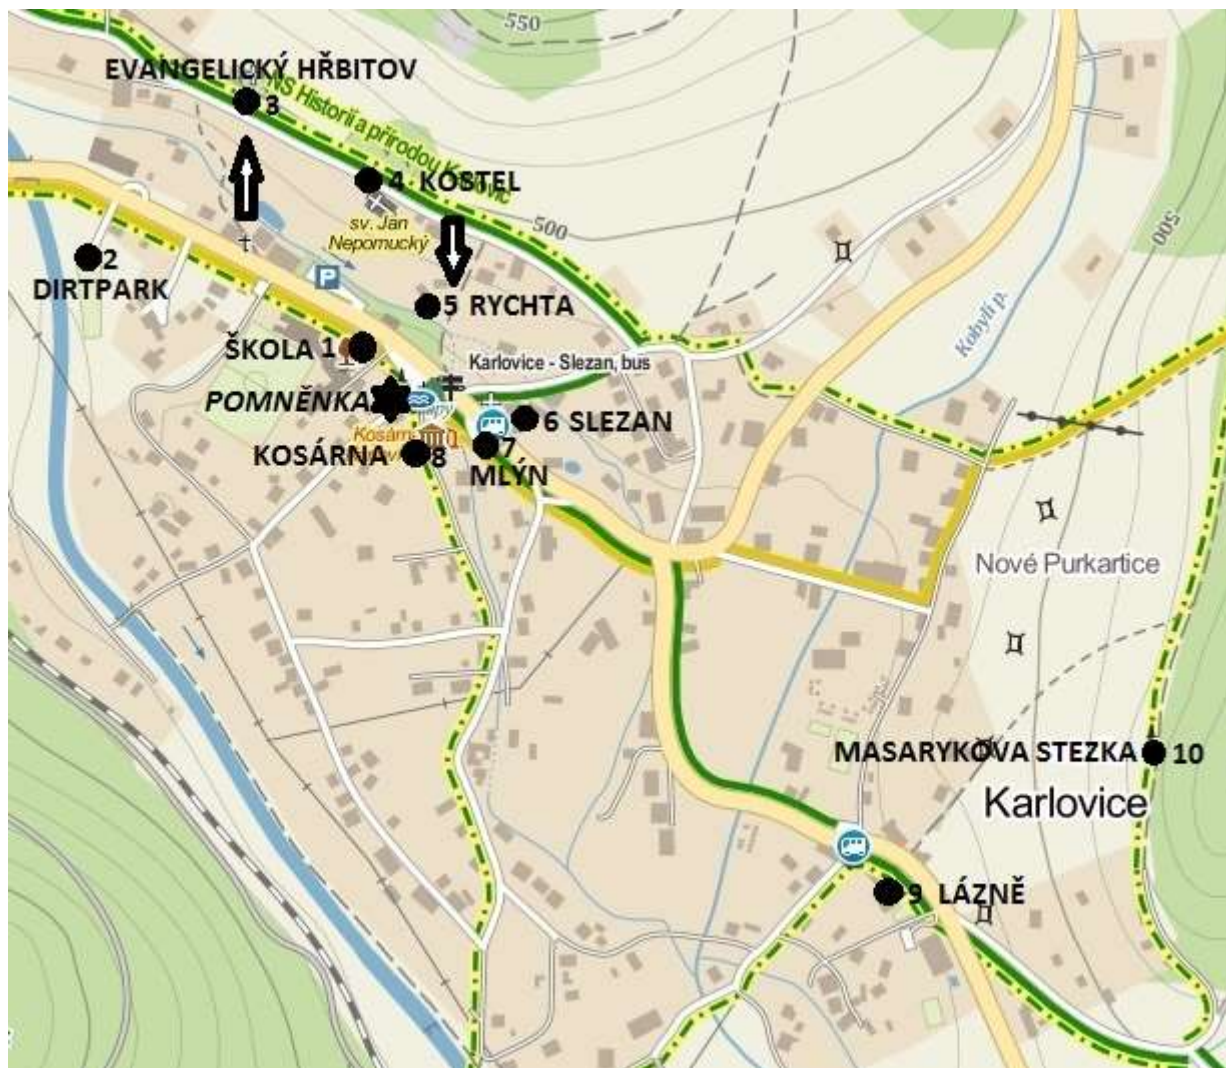 550
EVANGELICKÝ HŘBITOV
3
NS Historií a přírodou Karlovic
4 KOSTEL
sv. Jan
Nepomucký
500
500
2
DIRTPARK
P
5 RYCHTA
Kobylí p.
ŠKOLA 1
Karlovice - Slezan, bus
POMNĚNKA
6 SLEZAN
KOSÁRNA 8
7
MLÝN
Nové Purkartice
MASARYKOVA STEZKA 10
Karlovice
9 LÁZNĚ